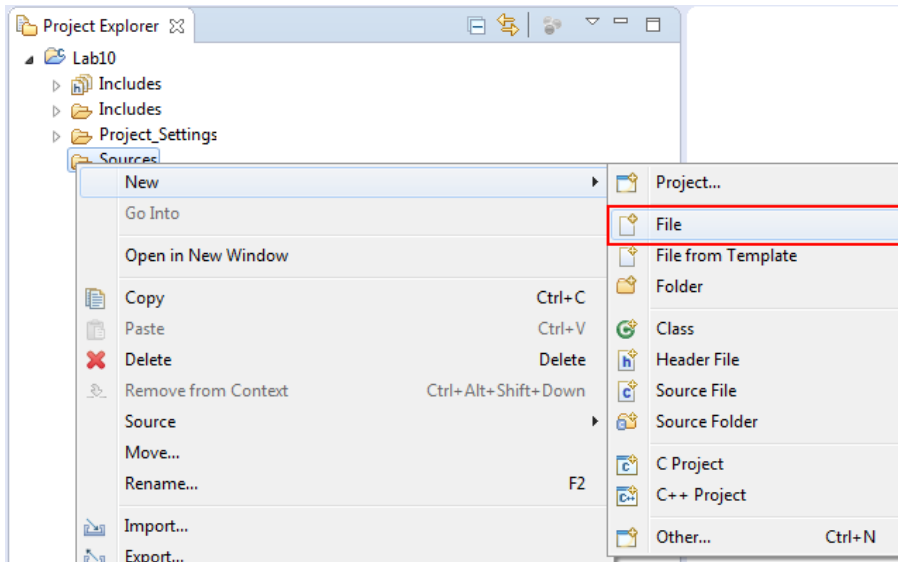 Project Explorer
Lab10
Includes
Includes
Project_Settings
Sources
New
Go Into
Open in New Window
Copy Ctrl+C
Paste Ctrl+V
Delete Delete
Remove from Context Ctrl+Alt+Shift+Down
Source
Move...
Rename... F2
Import...
Export...
Project...
File
File from Template
Folder
Class
Header File
Source File
Source Folder
C Project
C++ Project
Other... Ctrl+N